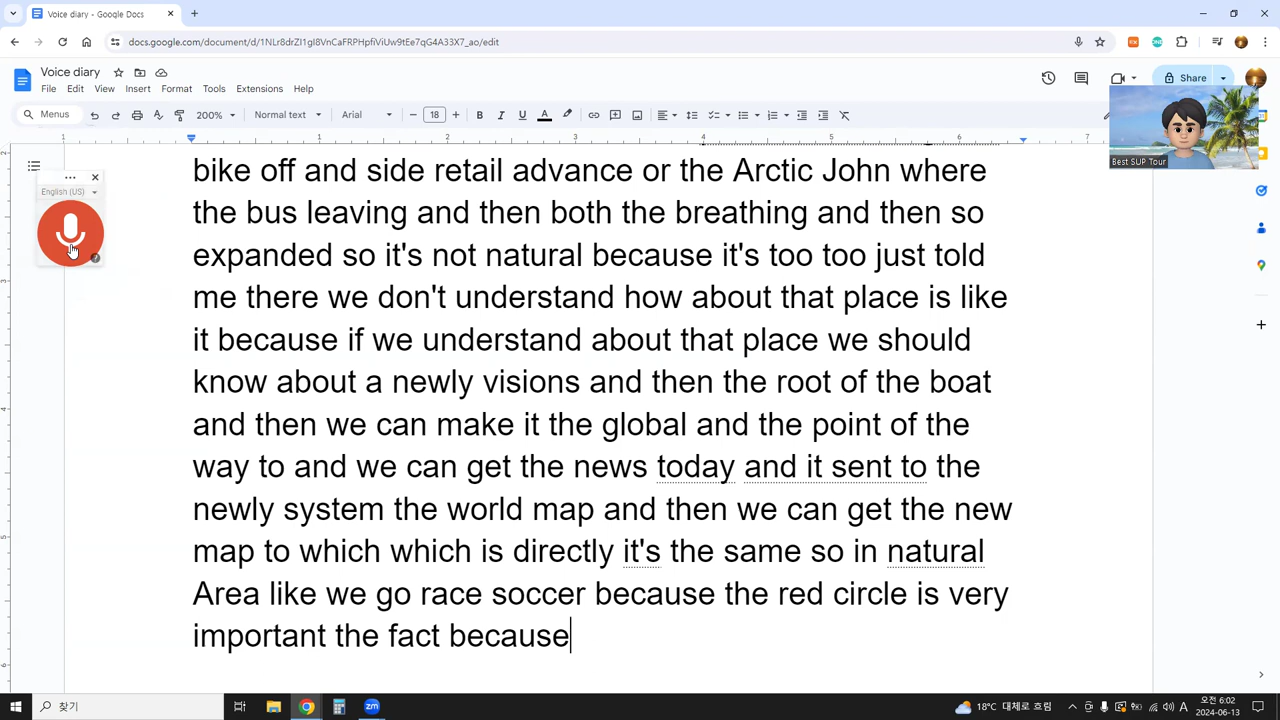 Voice diary - Google Docs
docs.google.com/document/d/1NLr8drZI1gI8VnCaFRPHpfiViUw9tEe7qG4A33X7_ao/edit
Voice diary
File Edit View Insert Format Tools Extensions Help
Share
Menus 200% Normal text Arial 18
1 1 2 3 4 5 6 7
English (US)
Best SUP Tour
bike off and side retail advance or the Arctic John where
the bus leaving and then both the breathing and then so
expanded so it's not natural because it's too too just told
me there we don't understand how about that place is like
it because if we understand about that place we should
know about a newly visions and then the root of the boat
and then we can make it the global and the point of the
way to and we can get the news today and it sent to the
newly system the world map and then we can get the new
map to which which is directly it's the same so in natural
Area like we go race soccer because the red circle is very
important the fact because
찾기
18°C 대체로 흐림
A
오전 6:02
2024-06-13